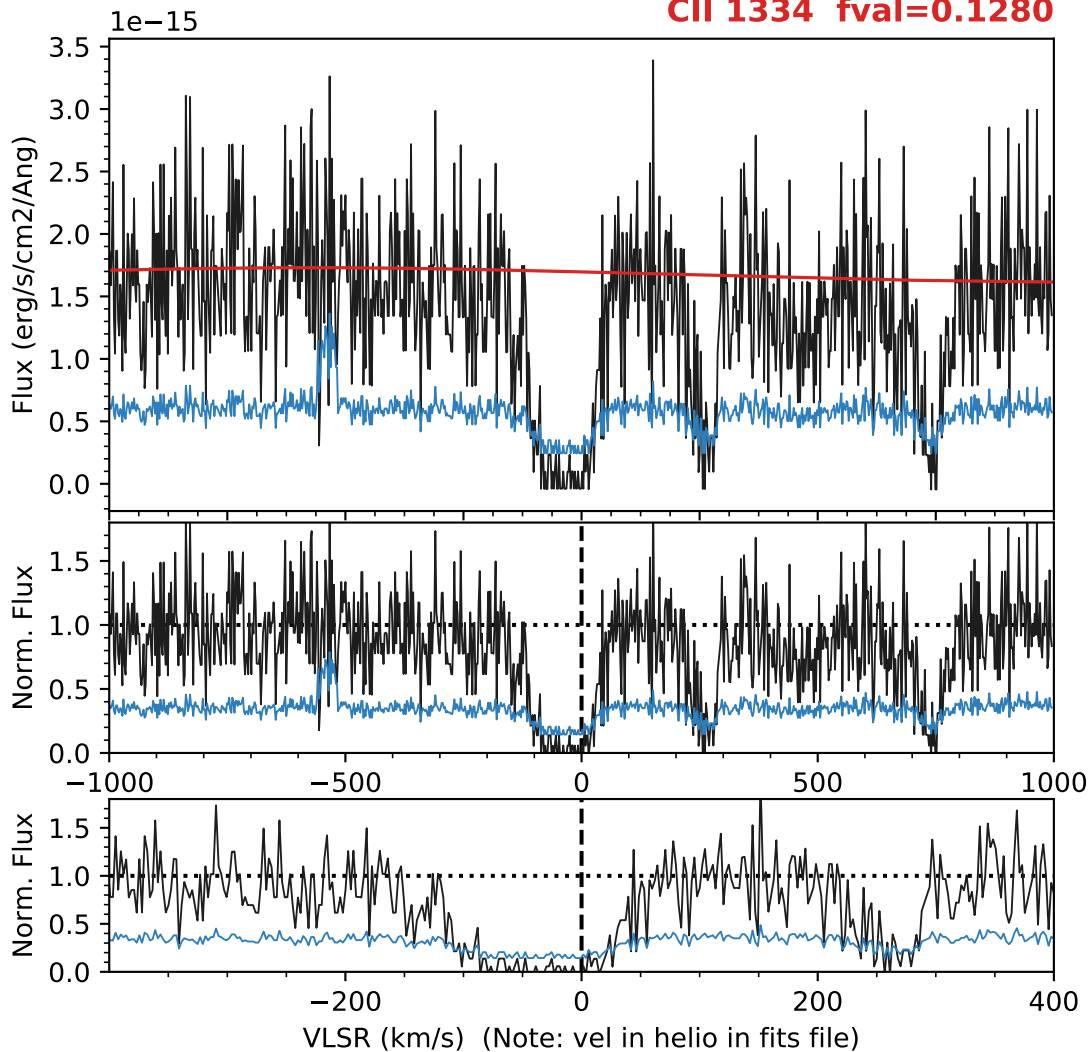 CII 1334 fval=0.1280
1e−15
3.5
3.0
2.5
2.0
1.5
1.0
0.5
0.0
Flux (erg/s/cm2/Ang)
1.5
1.0
0.5
0.0
Norm. Flux
−1000 −500 0 500 1000
1.5
1.0
0.5
0.0
Norm. Flux
−200 0 200 400
VLSR (km/s) (Note: vel in helio in fits file)